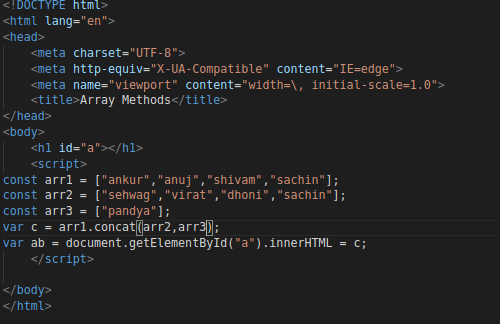 <!DOCTYPE html>
<html lang="en">
<head>
    <meta charset="UTF-8">
    <meta http-equiv="X-UA-Compatible" content="IE=edge">
    <meta name="viewport" content="width=\, initial-scale=1.0">
    <title>Array Methods</title>
</head>
<body>
    <h1 id="a"></h1>
    <script>
const arr1 = ["ankur","anuj","shivam","sachin"];
const arr2 = ["sehwag","virat","dhoni","sachin"];
const arr3 = ["pandya"];
var c = arr1.concat(arr2,arr3);
var ab = document.getElementById("a").innerHTML = c;
    </script>
</body>
</html>